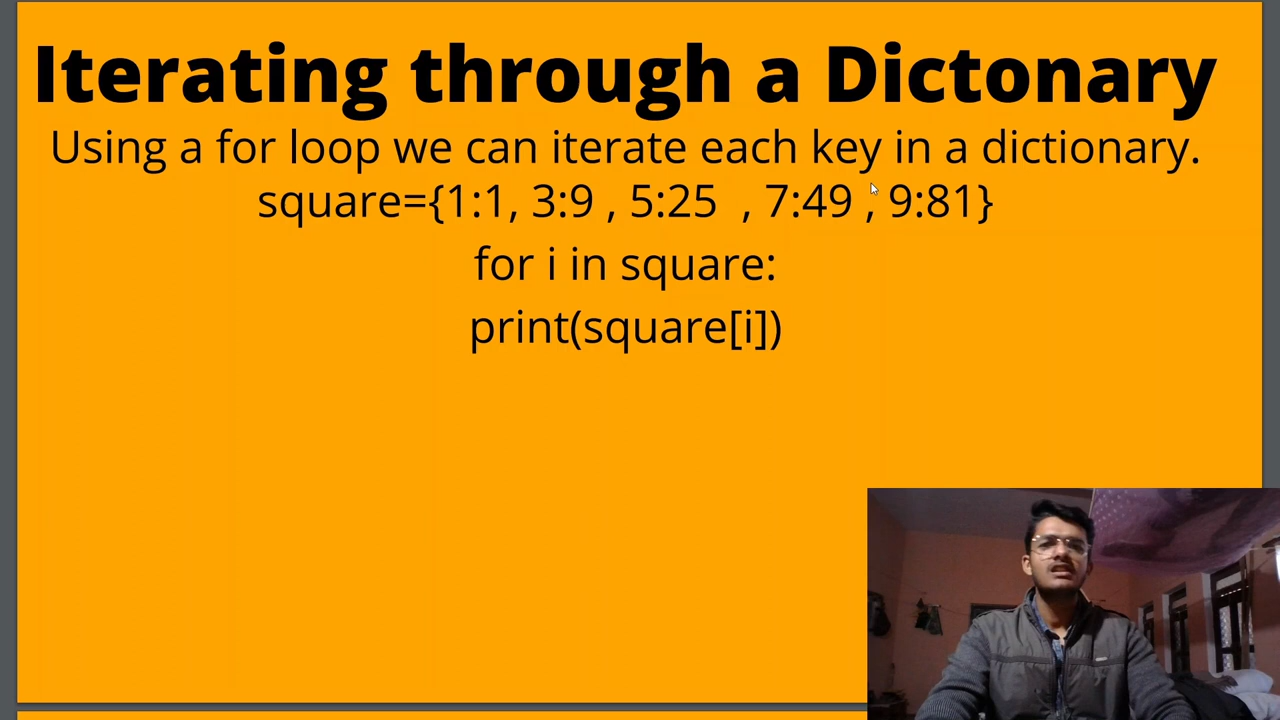 Iterating through a Dictonary
Using a for loop we can iterate each key in a dictionary.
square={1:1, 3:9 , 5:25  , 7:49 , 9:81}
for i in square:
print(square[i])